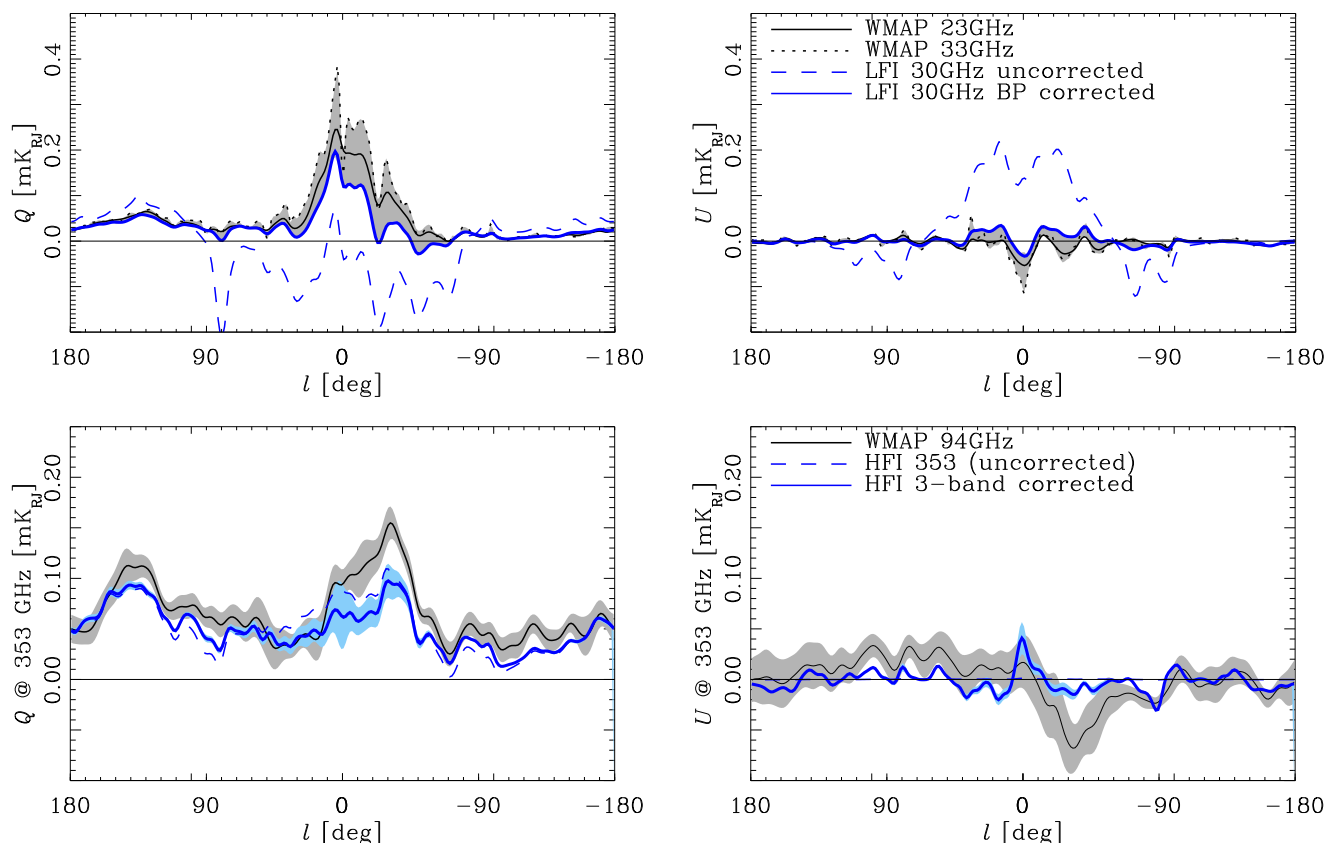 WMAP 23GHz
WMAP 33GHz
LFI 30GHz uncorrected
LFI 30GHz BP corrected
Q [mK_RJ]
0.4
0.2
0.0
180 90 0 −90 −180
l [deg]
U [mK_RJ]
0.4
0.2
0.0
180 90 0 −90 −180
l [deg]
Q @ 353 GHz [mK_RJ]
0.20
0.10
0.00
180 90 0 −90 −180
l [deg]
WMAP 94GHz
HFI 353 (uncorrected)
HFI 3−band corrected
U @ 353 GHz [mK_RJ]
0.20
0.10
0.00
180 90 0 −90 −180
l [deg]